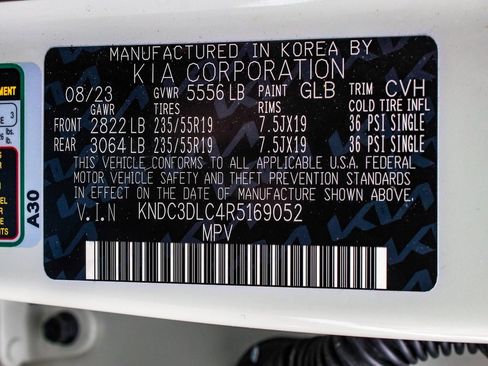 MANUFACTURED IN KOREA BY
KIA CORPORATION
08/23 GVWR 5556 LB PAINT GLB TRIM CVH
GAWR TIRES RIMS COLD TIRE INFL
FRONT 2822 LB 235/55R19 7.5JX19 36 PSI SINGLE
REAR 3064 LB 235/55R19 7.5JX19 36 PSI SINGLE
THIS VEHICLE CONFORMS TO ALL APPLICABLE U.S.A. FEDERAL
MOTOR VEHICLE SAFETY AND THEFT PREVENTION STANDARDS
IN EFFECT ON THE DATE OF MANUFACTURE SHOWN ABOVE.
V.I.N KNDC3DLC4R5169052
MPV
A30
3
lbs.